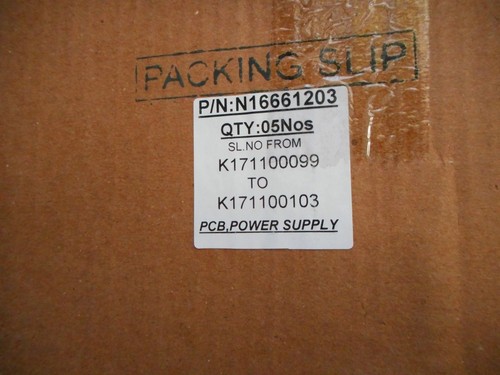 PACKING SLIP
P/N:N16661203
QTY:05Nos
SL.NO FROM
K171100099
TO
K171100103
PCB,POWER SUPPLY